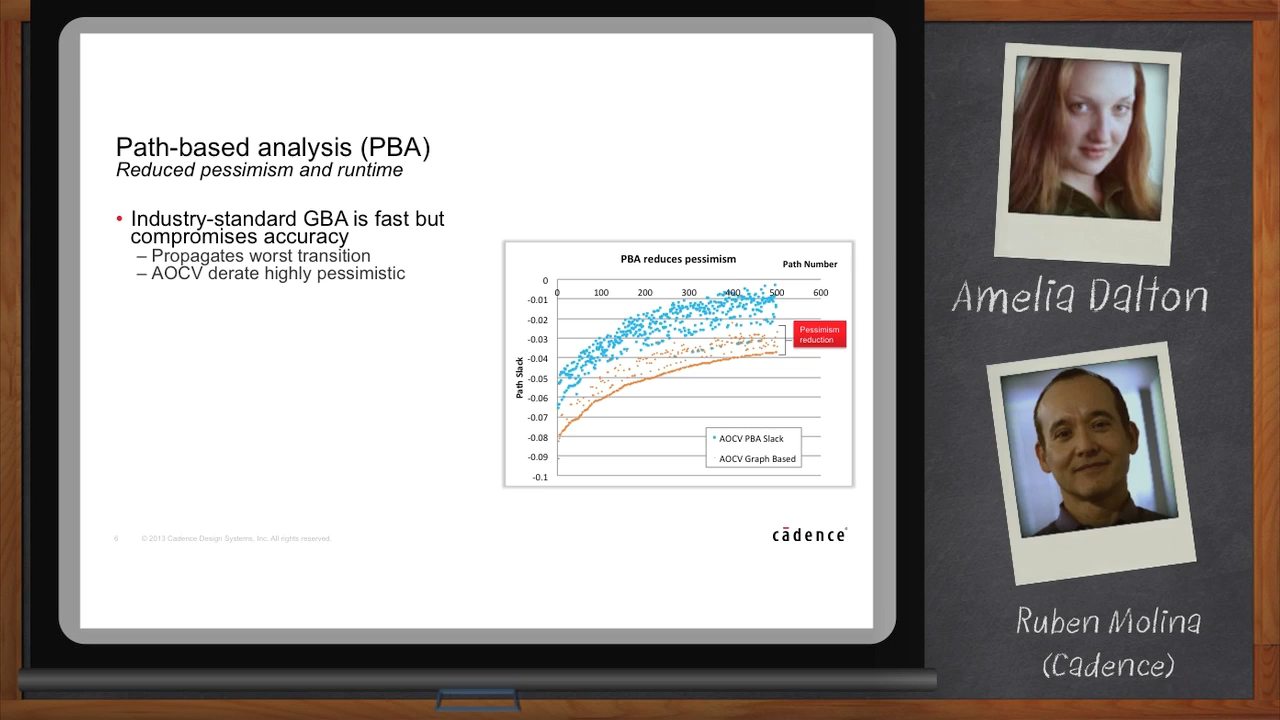 Path-based analysis (PBA)
Reduced pessimism and runtime
• Industry-standard GBA is fast but
compromises accuracy
– Propagates worst transition
– AOCV derate highly pessimistic
PBA reduces pessimism
Path Number
0
0 100 200 300 400 500 600
-0.01
-0.02
-0.03
-0.04
-0.05
-0.06
-0.07
-0.08
-0.09
-0.1
Path Slack
Pessimism
reduction
AOCV PBA Slack
AOCV Graph Based
6 © 2013 Cadence Design Systems, Inc. All rights reserved.
cādence®
Amelia Dalton
Ruben Molina
(Cadence)